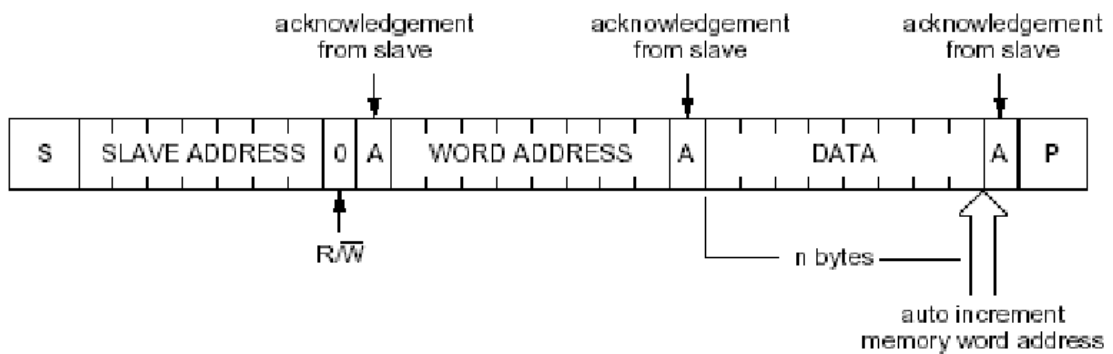 acknowledgement
from slave
acknowledgement
from slave
acknowledgement
from slave
S SLAVE ADDRESS 0 A WORD ADDRESS A DATA A P
R/W̅
n bytes
auto increment
memory word address